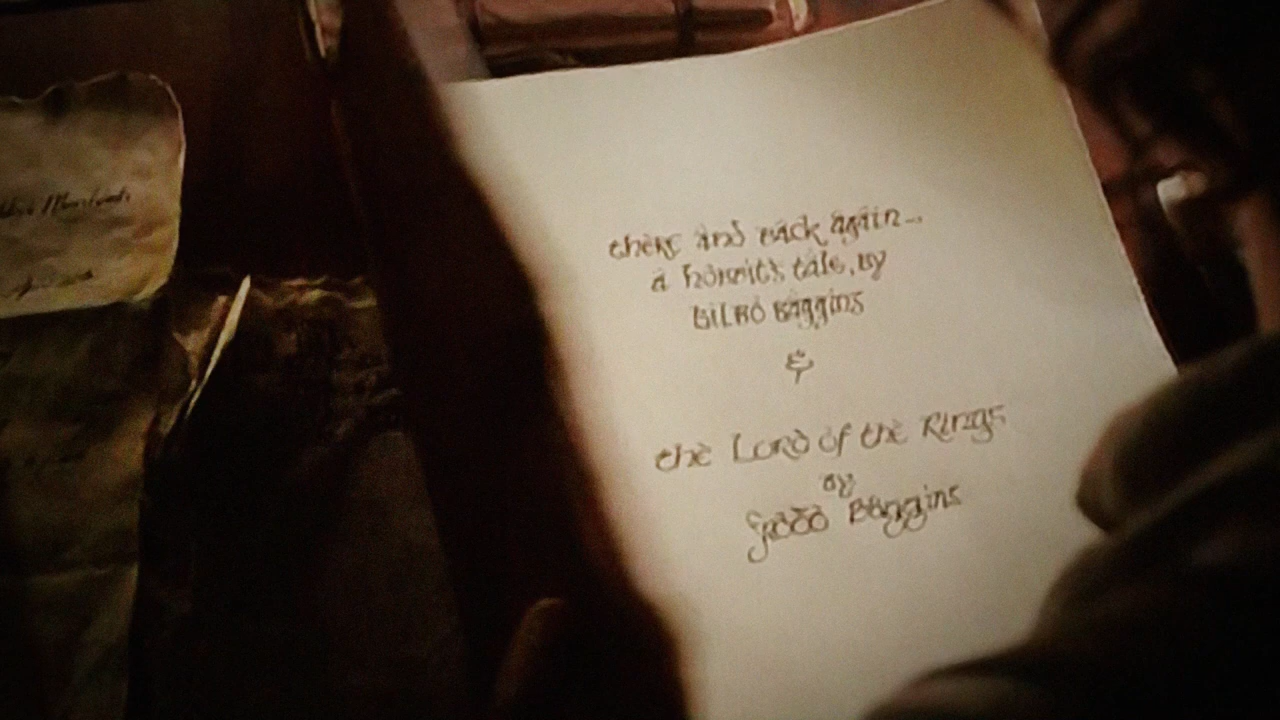 there and back again...
a hobbit's tale, by
BILBO Baggins
&
the Lord of the Rings
by
frodo Baggins